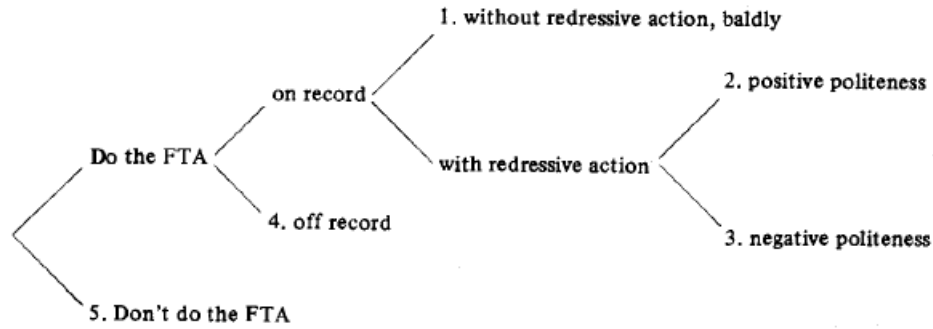 1. without redressive action, baldly
on record
2. positive politeness
Do the FTA
with redressive action
4. off record
3. negative politeness
5. Don't do the FTA